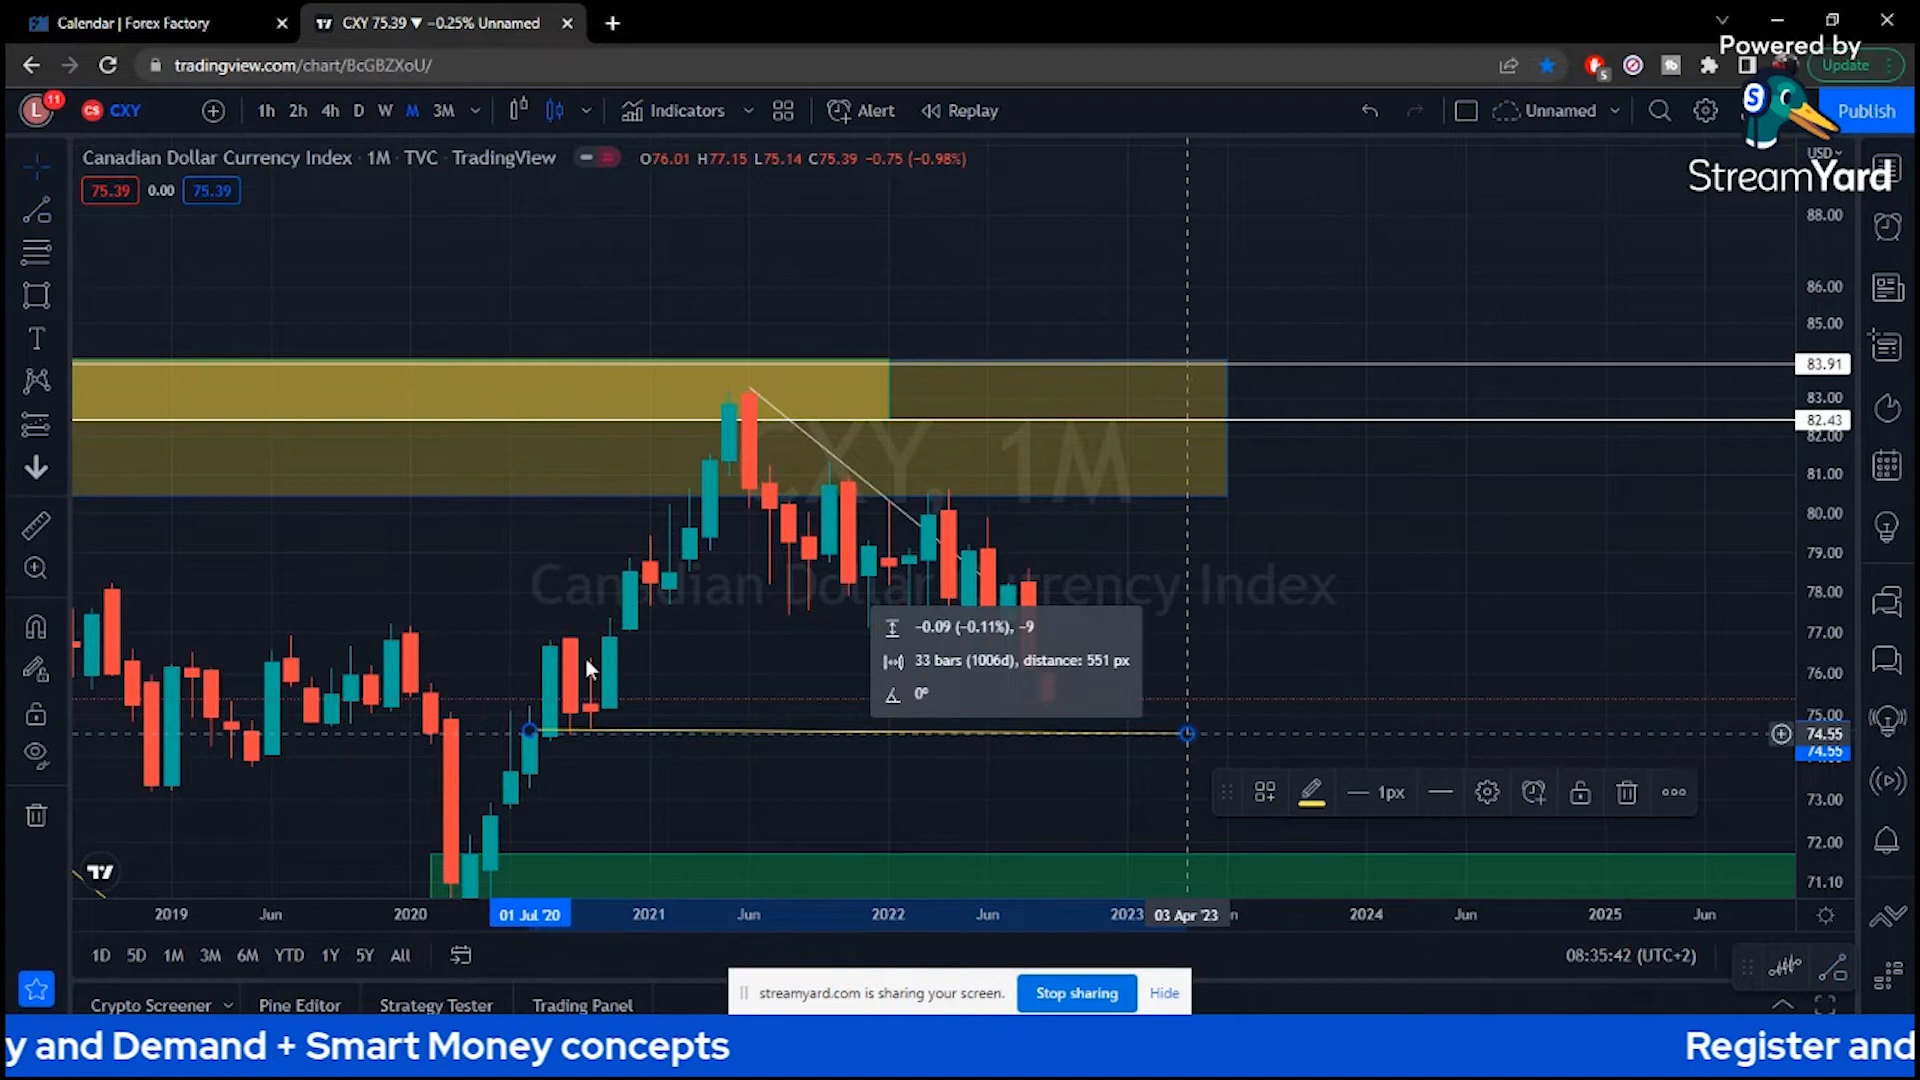 Calendar | Forex Factory
CXY 75.39 ▼ −0.25% Unnamed
Powered by
tradingview.com/chart/BcGBZXoU/
5
Update
L
11
CS CXY
1h 2h 4h D W M 3M
Indicators
Alert
Replay
Unnamed
Publish
StreamYard
Canadian Dollar Currency Index · 1M · TVC · TradingView
O76.01 H77.15 L75.14 C75.39 −0.75 (−0.98%)
USD
75.39 0.00 75.39
88.00
86.00
85.00
83.91
83.00
82.43
82.00
81.00
80.00
79.00
78.00
77.00
76.00
75.00
74.55
74.55
73.00
72.00
71.10
CXY, 1M
Canadian Dollar Currency Index
−0.09 (−0.11%), −9
33 bars (1006d), distance: 551 px
0°
1px
2019 Jun 2020 01 Jul '20 2021 Jun 2022 Jun 2023 03 Apr '23 2024 Jun 2025 Jun
1D 5D 1M 3M 6M YTD 1Y 5Y All
08:35:42 (UTC+2)
streamyard.com is sharing your screen.
Stop sharing
Hide
Crypto Screener
Pine Editor
Strategy Tester
Trading Panel
y and Demand + Smart Money concepts
Register and